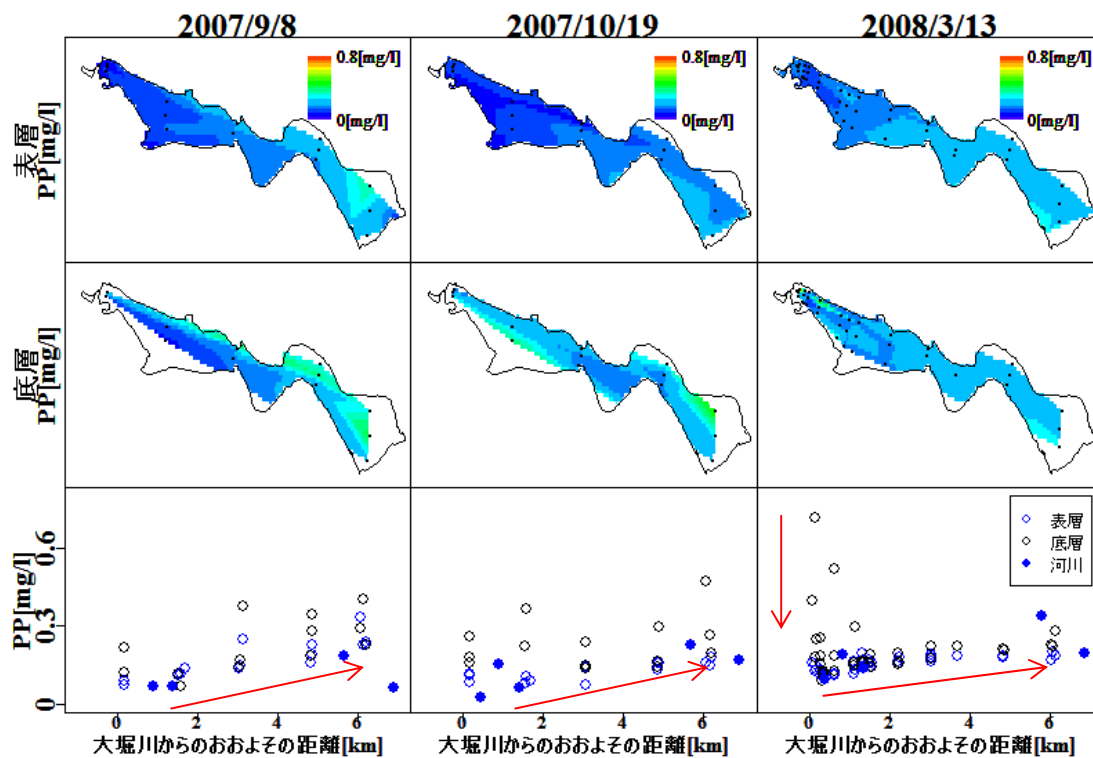 2007/9/8 2007/10/19 2008/3/13
表層
PP[mg/l]
0.8[mg/l]
0[mg/l]
0.8[mg/l]
0[mg/l]
0.8[mg/l]
0[mg/l]
底層
PP[mg/l]
PP[mg/l]
0.6
0.3
0
表層
底層
河川
0 2 4 6
0 2 4 6
0 2 4 6
大堀川からのおおよその距離[km]
大堀川からのおおよその距離[km]
大堀川からのおおよその距離[km]